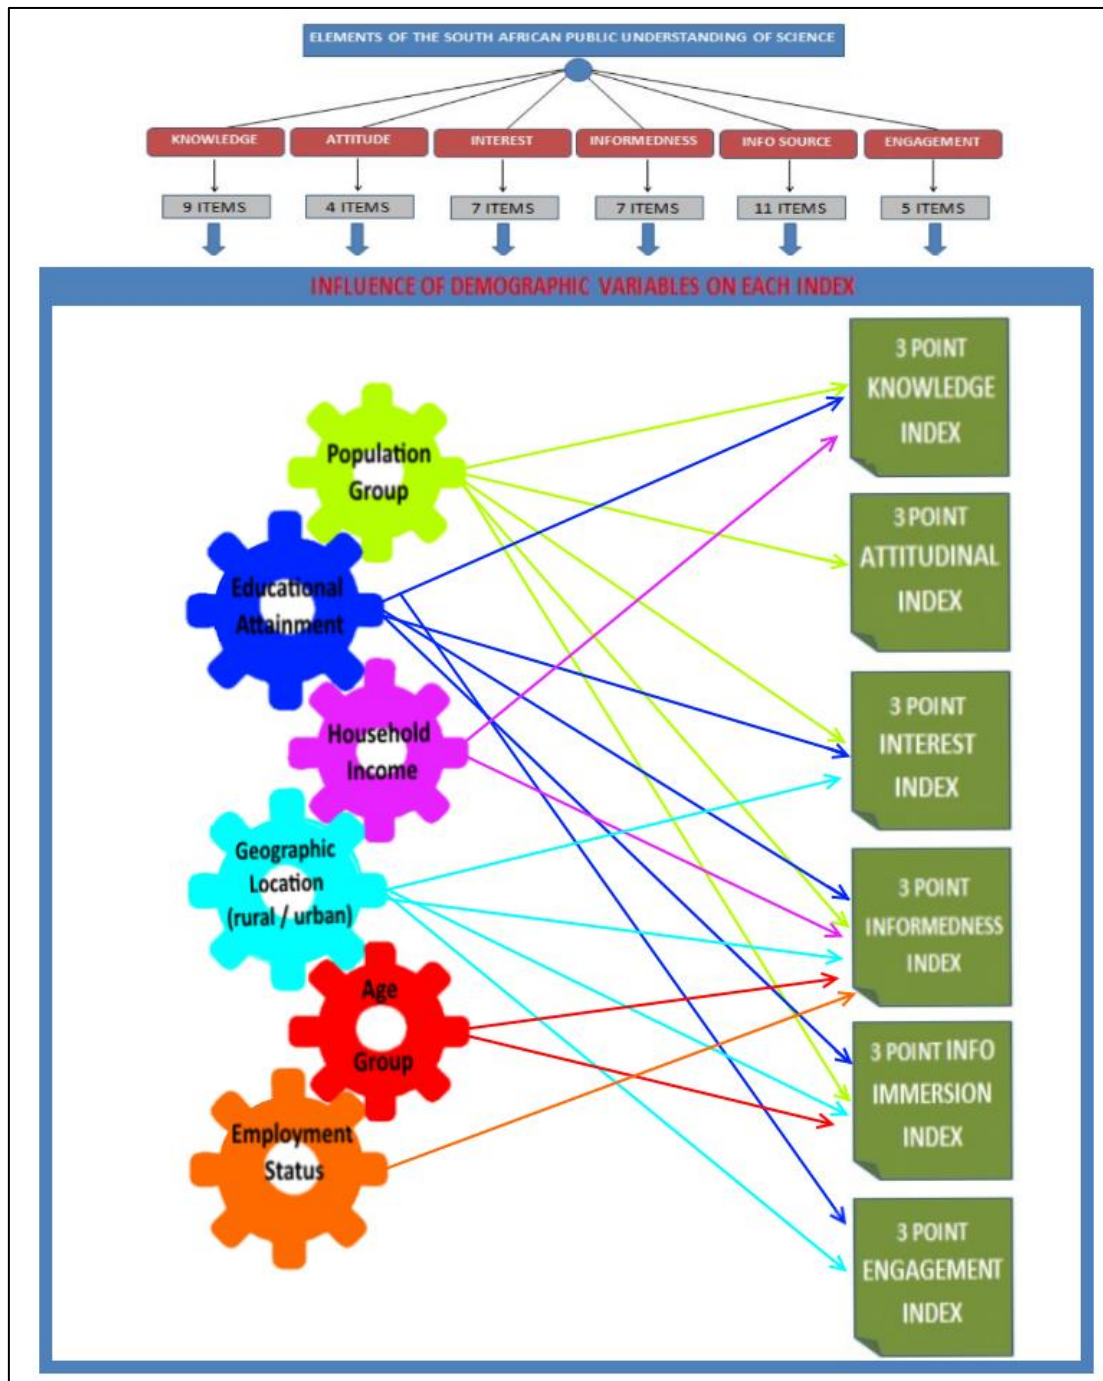 ELEMENTS OF THE SOUTH AFRICAN PUBLIC UNDERSTANDING OF SCIENCE
KNOWLEDGE
ATTITUDE
INTEREST
INFORMEDNESS
INFO SOURCE
ENGAGEMENT
9 ITEMS
4 ITEMS
7 ITEMS
7 ITEMS
11 ITEMS
5 ITEMS
INFLUENCE OF DEMOGRAPHIC VARIABLES ON EACH INDEX
Population
Group
Educational
Attainment
Household
Income
Geographic
Location
(rural / urban)
Age
Group
Employment
Status
3 POINT
KNOWLEDGE
INDEX
3 POINT
ATTITUDINAL
INDEX
3 POINT
INTEREST
INDEX
3 POINT
INFORMEDNESS
INDEX
3 POINT INFO
IMMERSION
INDEX
3 POINT
ENGAGEMENT
INDEX